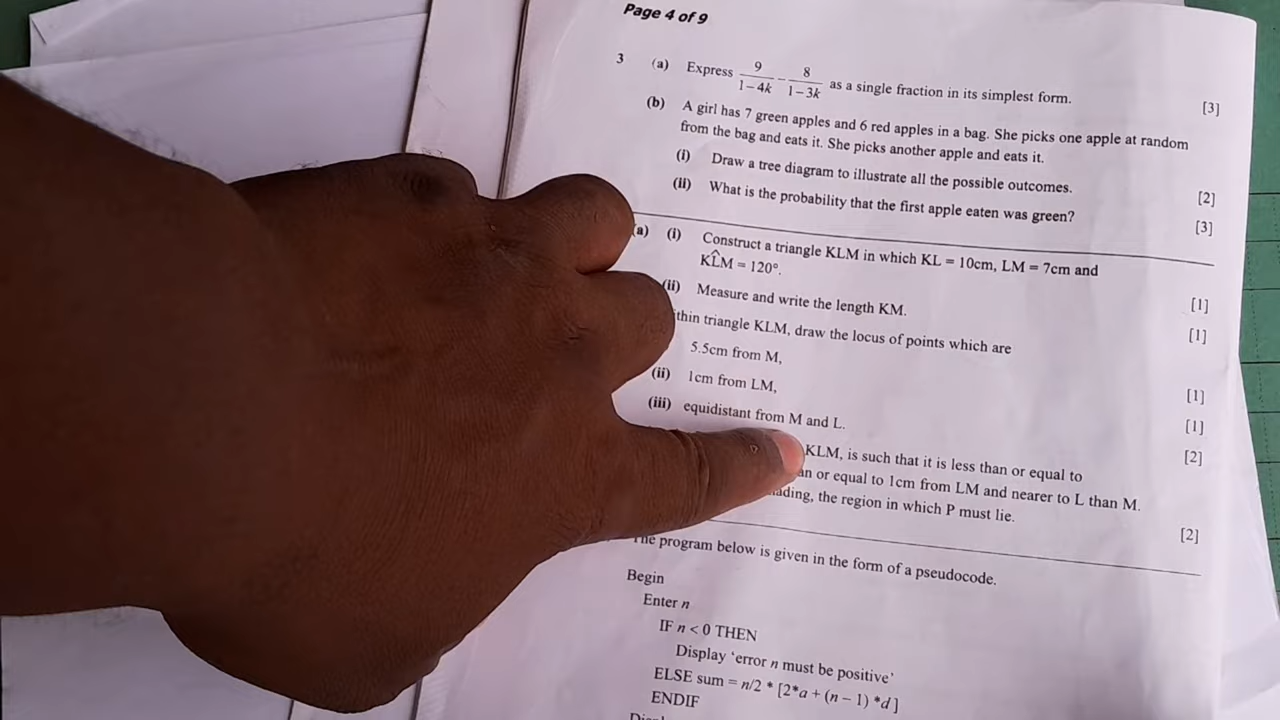 Page 4 of 9
3 (a) Express 9/(1 – 4k) – 8/(1 – 3k) as a single fraction in its simplest form. [3]
(b) A girl has 7 green apples and 6 red apples in a bag. She picks one apple at random
from the bag and eats it. She picks another apple and eats it.
(i) Draw a tree diagram to illustrate all the possible outcomes. [2]
(ii) What is the probability that the first apple eaten was green? [3]
(a) (i) Construct a triangle KLM in which KL = 10cm, LM = 7cm and
KL̂M = 120°. [1]
(ii) Measure and write the length KM. [1]
triangle KLM, draw the locus of points which are
5.5cm from M, [1]
(ii) 1cm from LM, [1]
(iii) equidistant from M and L. [2]
KLM, is such that it is less than or equal to
or equal to 1cm from LM and nearer to L than M.
the region in which P must lie. [2]
The program below is given in the form of a pseudocode.
Begin
Enter n
IF n < 0 THEN
Display ‘error n must be positive’
ELSE sum = n/2 * [2*a + (n – 1) *d]
ENDIF